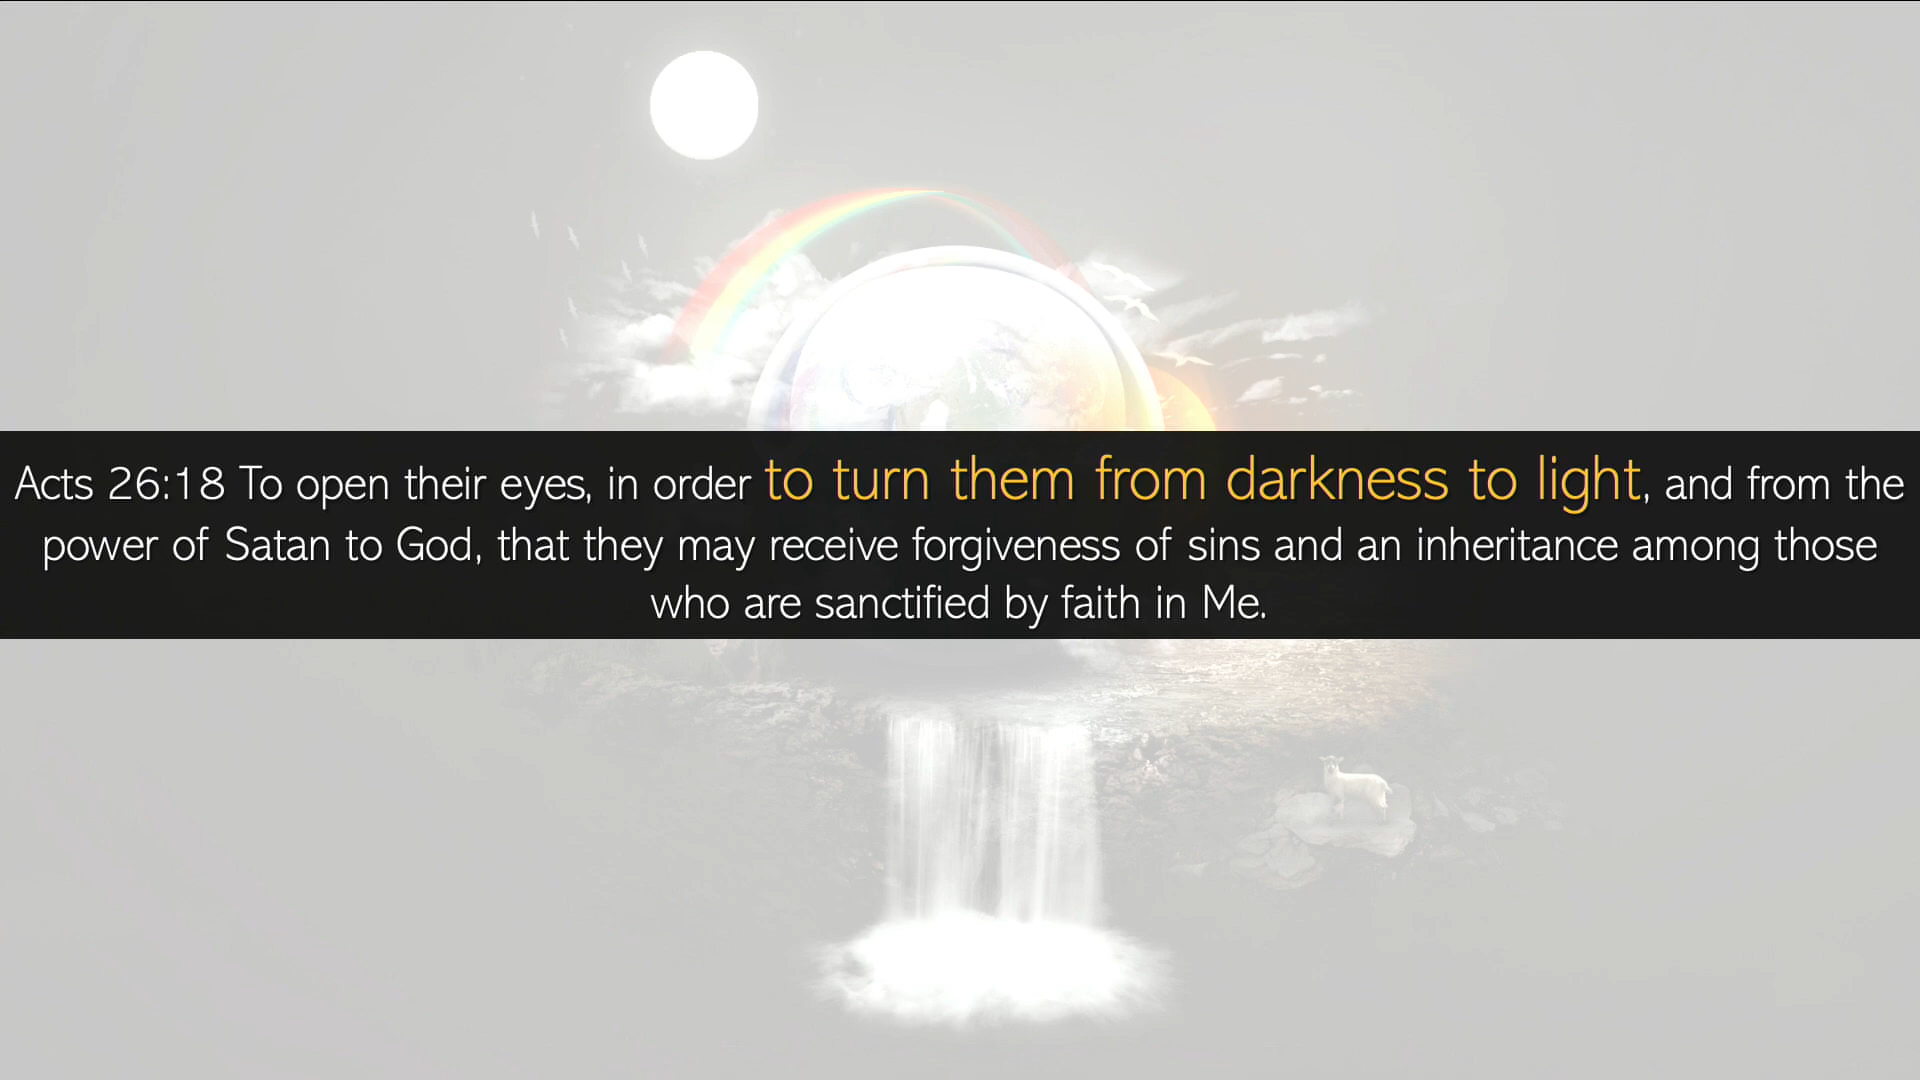 Acts 26:18 To open their eyes, in order to turn them from darkness to light, and from the
power of Satan to God, that they may receive forgiveness of sins and an inheritance among those
who are sanctified by faith in Me.